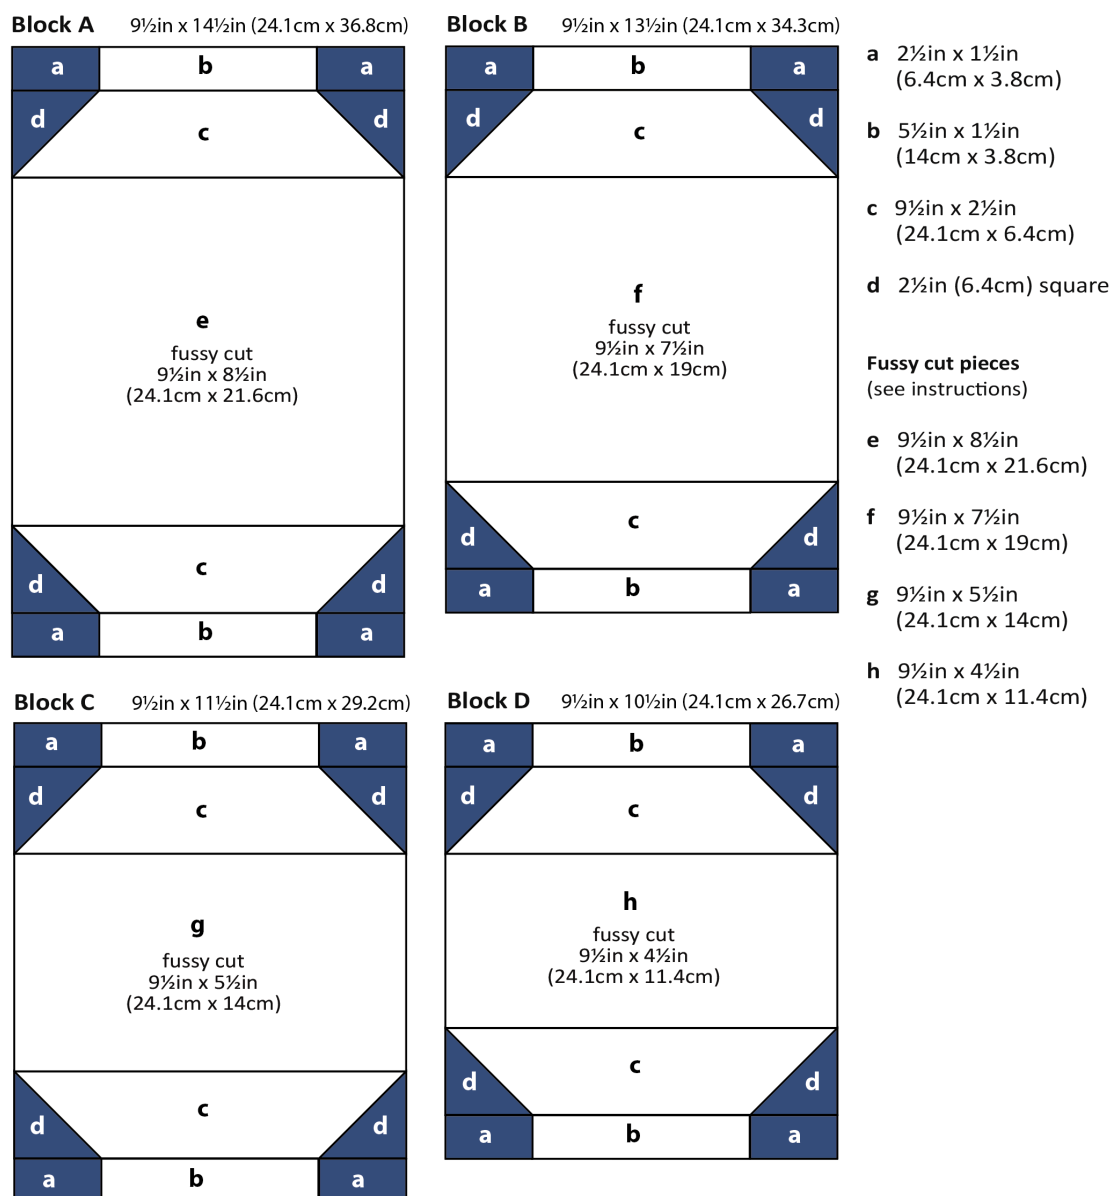 Block A 9½in x 14½in (24.1cm x 36.8cm)
a b a
d c d
e
fussy cut
9½in x 8½in
(24.1cm x 21.6cm)
c
d d
a b a
Block B 9½in x 13½in (24.1cm x 34.3cm)
a b a
d c d
f
fussy cut
9½in x 7½in
(24.1cm x 19cm)
c
d d
a b a
a 2½in x 1½in
(6.4cm x 3.8cm)
b 5½in x 1½in
(14cm x 3.8cm)
c 9½in x 2½in
(24.1cm x 6.4cm)
d 2½in (6.4cm) square
Fussy cut pieces
(see instructions)
e 9½in x 8½in
(24.1cm x 21.6cm)
f 9½in x 7½in
(24.1cm x 19cm)
g 9½in x 5½in
(24.1cm x 14cm)
h 9½in x 4½in
(24.1cm x 11.4cm)
Block C 9½in x 11½in (24.1cm x 29.2cm)
a b a
d c d
g
fussy cut
9½in x 5½in
(24.1cm x 14cm)
c
d d
a b a
Block D 9½in x 10½in (24.1cm x 26.7cm)
a b a
d c d
h
fussy cut
9½in x 4½in
(24.1cm x 11.4cm)
c
d d
a b a